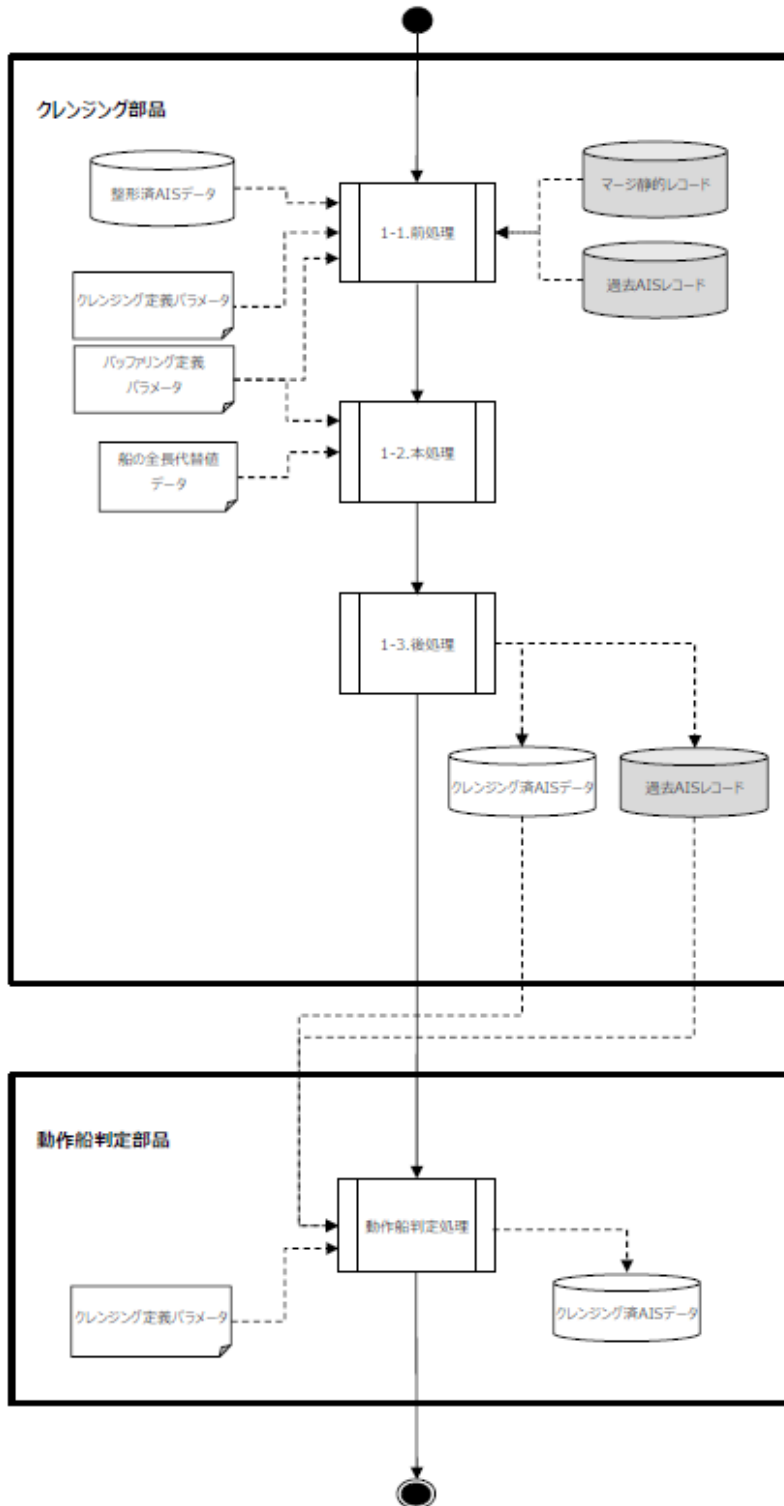 クレンジング部品
整形済AISデータ
マージ静的レコード
1-1.前処理
過去AISレコード
クレンジング定義パラメータ
バッファリング定義
パラメータ
1-2.本処理
船の全長代替値
データ
1-3.後処理
クレンジング済AISデータ
過去AISレコード
動作船判定部品
動作船判定処理
クレンジング定義パラメータ
クレンジング済AISデータ